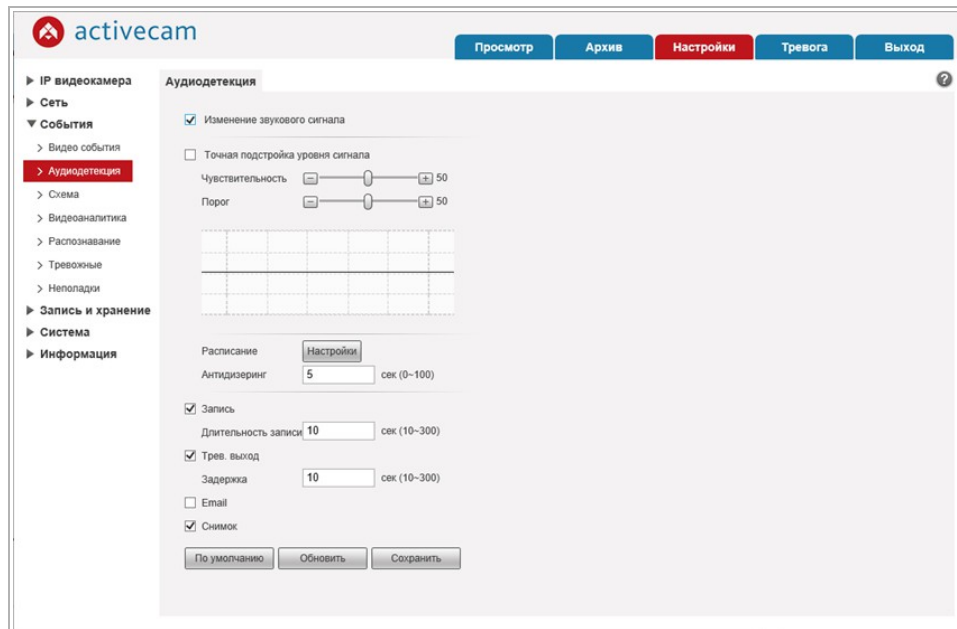 activecam
Просмотр Архив Настройки Тревога Выход
IP видеокамера
Сеть
События
Видео события
Аудиодетекция
Схема
Видеоаналитика
Распознавание
Тревожные
Неполадки
Запись и хранение
Система
Информация
Аудиодетекция
?
Изменение звукового сигнала
Точная подстройка уровня сигнала
Чувствительность 50
Порог 50
Расписание Настройки
Антидизеринг 5 сек (0~100)
Запись
Длительность записи 10 сек (10~300)
Трев. выход
Задержка 10 сек (10~300)
Email
Снимок
По умолчанию Обновить Сохранить